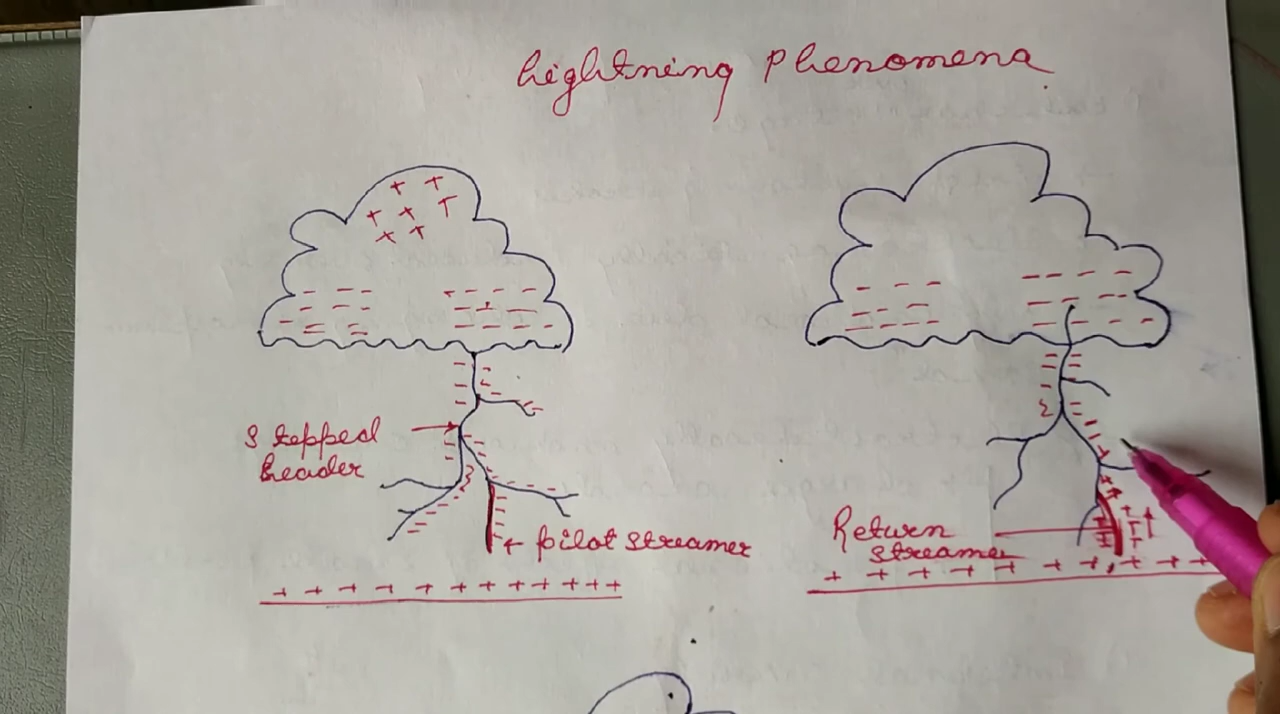 Lightning Phenomena
Stepped
Leader
pilot streamer
Return
streamer